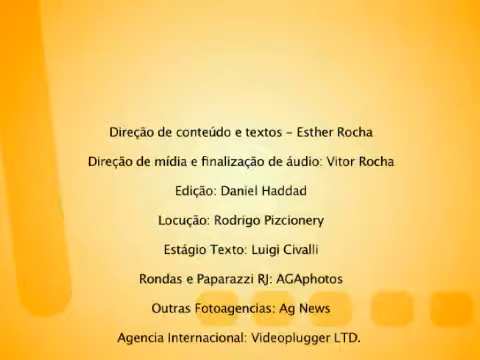 Direção de conteúdo e textos - Esther Rocha
Direção de mídia e finalização de áudio: Vitor Rocha
Edição: Daniel Haddad
Locução: Rodrigo Pizcionery
Estágio Texto: Luigi Civalli
Rondas e Paparazzi RJ: AGAphotos
Outras Fotoagencias: Ag News
Agencia Internacional: Videoplugger LTD.